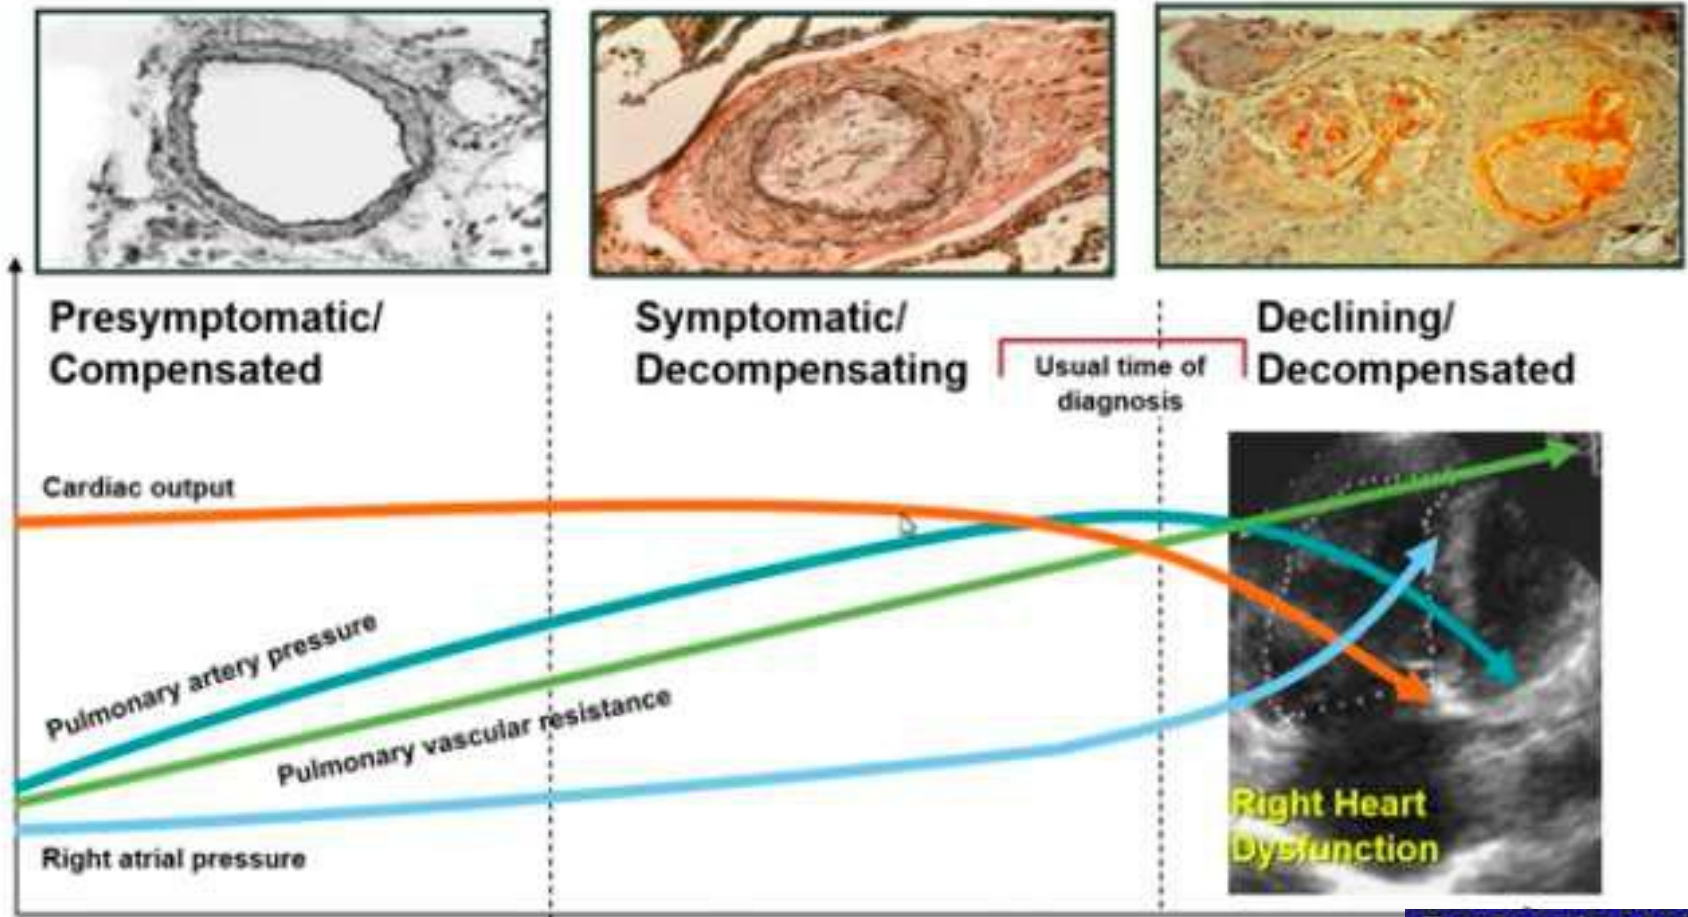 Presymptomatic/
Compensated
Symptomatic/
Decompensating
Usual time of
diagnosis
Declining/
Decompensated
Cardiac output
Pulmonary artery pressure
Pulmonary vascular resistance
Right atrial pressure
Right Heart
Dysfunction